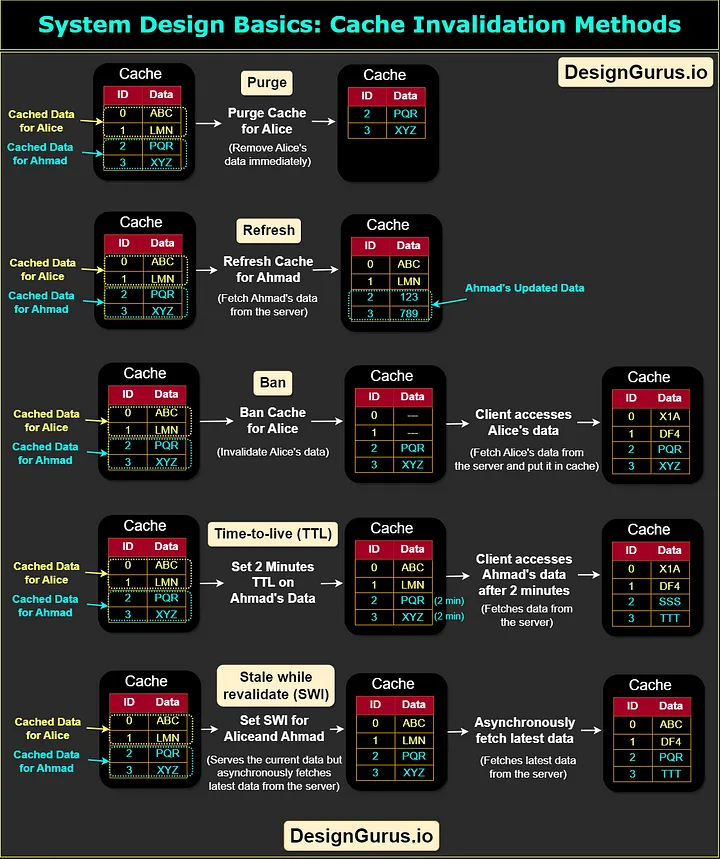 System Design Basics: Cache Invalidation Methods
DesignGurus.io
Cache
ID Data
0 ABC
1 LMN
2 PQR
3 XYZ
Cached Data
for Alice
Cached Data
for Ahmad
Purge
Purge Cache
for Alice
(Remove Alice's
data immediately)
Cache
ID Data
2 PQR
3 XYZ
Cache
ID Data
0 ABC
1 LMN
2 PQR
3 XYZ
Cached Data
for Alice
Cached Data
for Ahmad
Refresh
Refresh Cache
for Ahmad
(Fetch Ahmad's data
from the server)
Cache
ID Data
0 ABC
1 LMN
2 123
3 789
Ahmad's Updated Data
Cache
ID Data
0 ABC
1 LMN
2 PQR
3 XYZ
Cached Data
for Alice
Cached Data
for Ahmad
Ban
Ban Cache
for Alice
(Invalidate Alice's data)
Cache
ID Data
0 ---
1 ---
2 PQR
3 XYZ
Client accesses
Alice's data
(Fetch Alice's data from
the server and put it in cache)
Cache
ID Data
0 X1A
1 DF4
2 PQR
3 XYZ
Cache
ID Data
0 ABC
1 LMN
2 PQR
3 XYZ
Cached Data
for Alice
Cached Data
for Ahmad
Time-to-live (TTL)
Set 2 Minutes
TTL on
Ahmad's Data
Cache
ID Data
0 ABC
1 LMN
2 PQR (2 min)
3 XYZ (2 min)
Client accesses
Ahmad's data
after 2 minutes
(Fetches data from
the server)
Cache
ID Data
0 X1A
1 DF4
2 SSS
3 TTT
Cache
ID Data
0 ABC
1 LMN
2 PQR
3 XYZ
Cached Data
for Alice
Cached Data
for Ahmad
Stale while
revalidate (SWI)
Set SWI for
Aliceand Ahmad
(Serves the current data but
asynchronously fetches
latest data from the server)
Cache
ID Data
0 ABC
1 LMN
2 PQR
3 XYZ
Asynchronously
fetch latest data
(Fetches latest data
from the server)
Cache
ID Data
0 ABC
1 DF4
2 PQR
3 TTT
DesignGurus.io